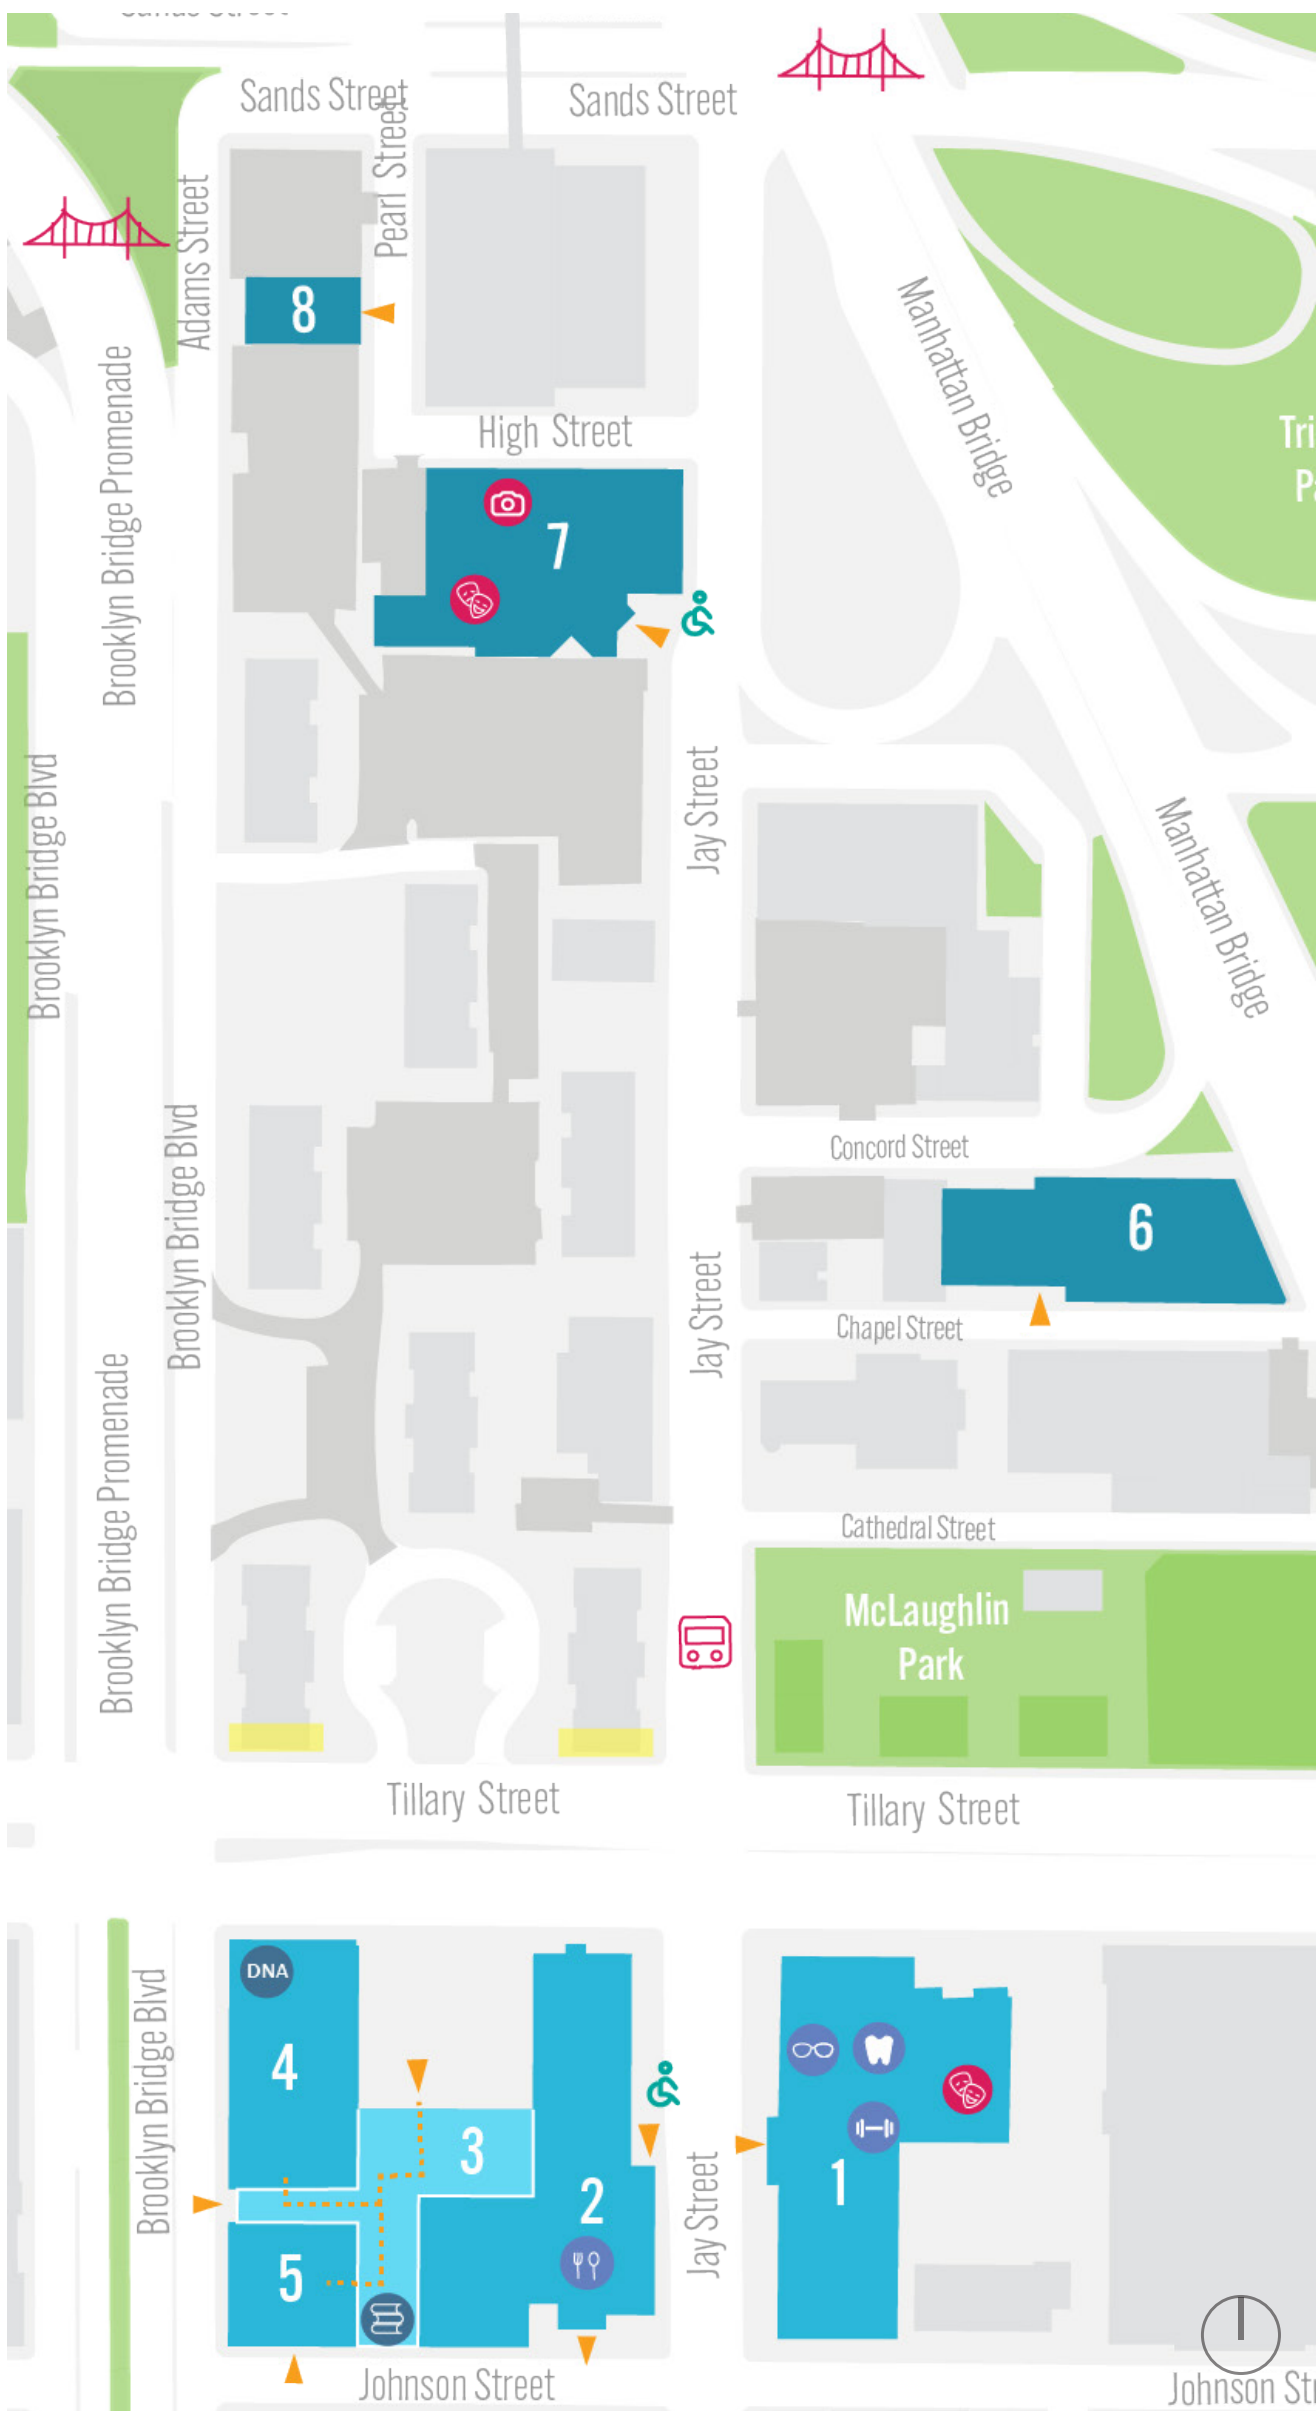 Sands Street
Sands Street
Pearl Street
Adams Street
8
Manhattan Bridge
Brooklyn Bridge Promenade
High Street
7
Brooklyn Bridge Blvd
Jay Street
Manhattan Bridge
Concord Street
Brooklyn Bridge Blvd
6
Jay Street
Chapel Street
Brooklyn Bridge Promenade
Cathedral Street
McLaughlin
Park
Tillary Street
Tillary Street
DNA
Brooklyn Bridge Blvd
4
3
2
Jay Street
1
5
Johnson Street
Johnson